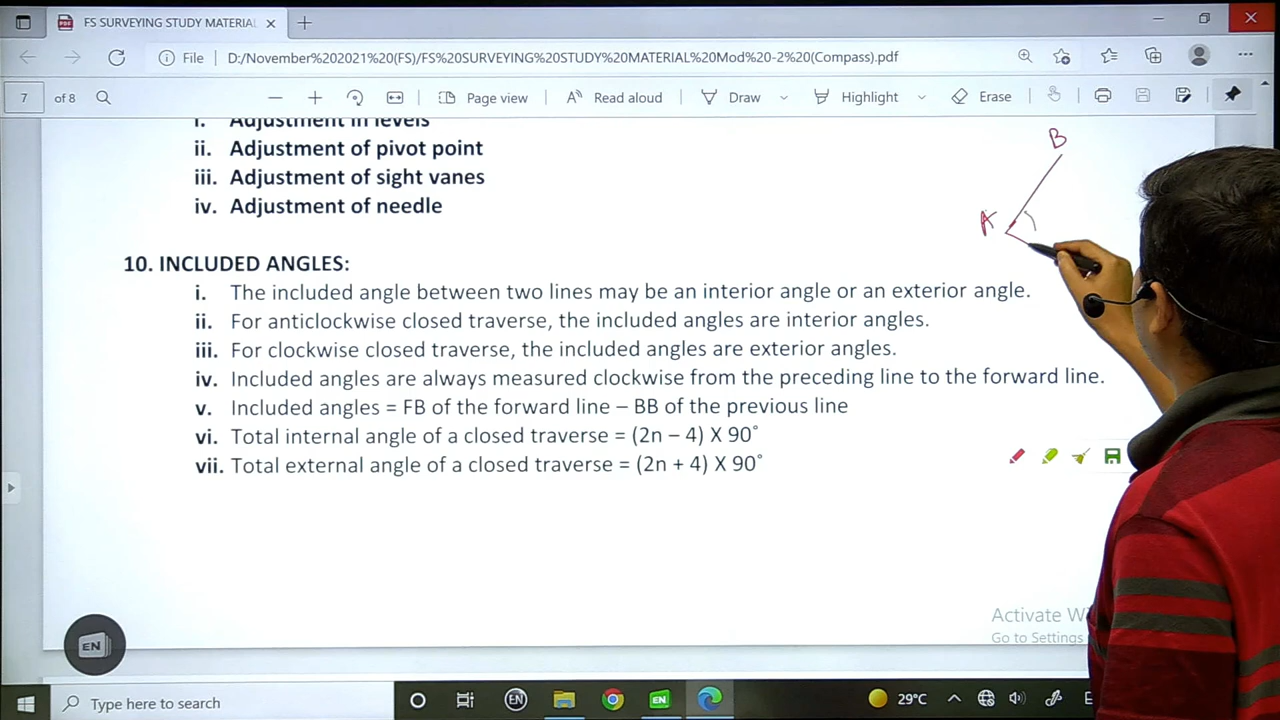 FS SURVEYING STUDY MATERIAL
File D:/November%202021%20(FS)/FS%20SURVEYING%20STUDY%20MATERIAL%20Mod%20-2%20(Compass).pdf
7 of 8 Page view Read aloud Draw Highlight Erase
i. Adjustment in levels
ii. Adjustment of pivot point
iii. Adjustment of sight vanes
iv. Adjustment of needle
B
A
10. INCLUDED ANGLES:
i. The included angle between two lines may be an interior angle or an exterior angle.
ii. For anticlockwise closed traverse, the included angles are interior angles.
iii. For clockwise closed traverse, the included angles are exterior angles.
iv. Included angles are always measured clockwise from the preceding line to the forward line.
v. Included angles = FB of the forward line – BB of the previous line
vi. Total internal angle of a closed traverse = (2n – 4) X 90°
vii. Total external angle of a closed traverse = (2n + 4) X 90°
Activate Wi
Go to Settings
EN
Type here to search EN EN 29°C